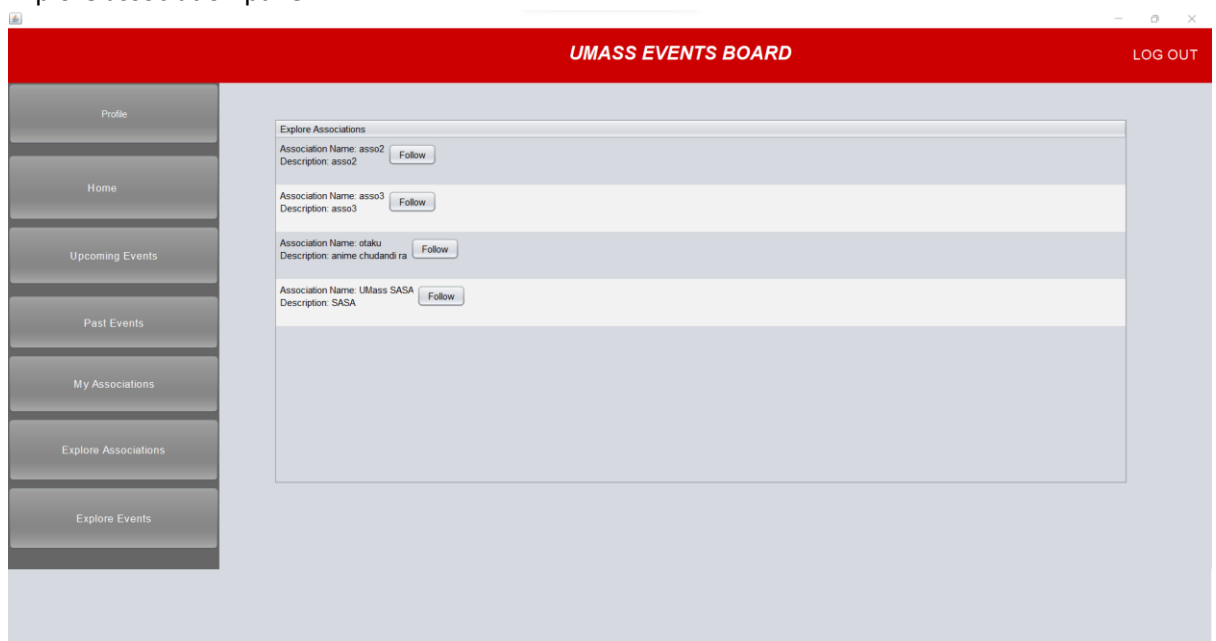 UMASS EVENTS BOARD
LOG OUT
Profile
Home
Upcoming Events
Past Events
My Associations
Explore Associations
Explore Events
Explore Associations
Association Name: asso2
Description: asso2
Follow
Association Name: asso3
Description: asso3
Follow
Association Name: otaku
Description: anime chudandi ra
Follow
Association Name: UMass SASA
Description: SASA
Follow